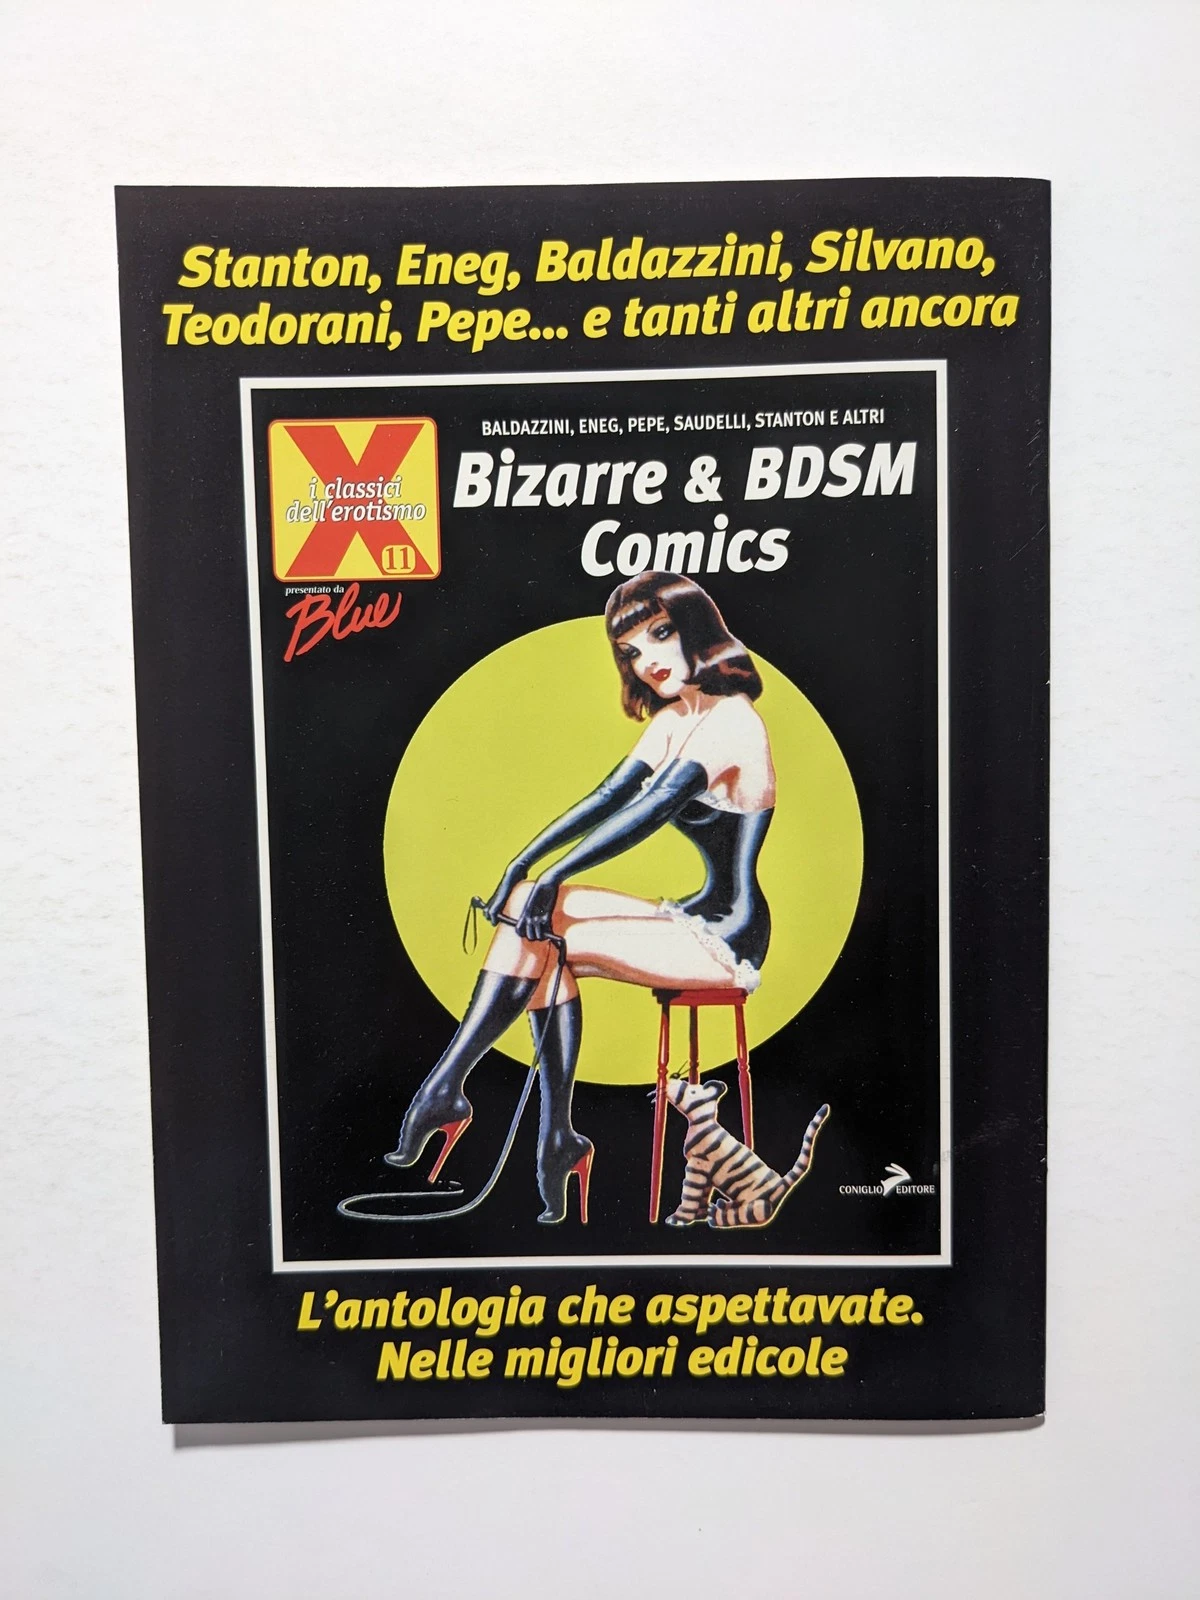 Stanton, Eneg, Baldazzini, Silvano,
Teodorani, Pepe... e tanti altri ancora
BALDAZZINI, ENEG, PEPE, SAUDELLI, STANTON E ALTRI
Bizarre & BDSM
Comics
X
i classici
dell'erotismo
11
presentato da
Blue
CONIGLIO EDITORE
L'antologia che aspettavate.
Nelle migliori edicole